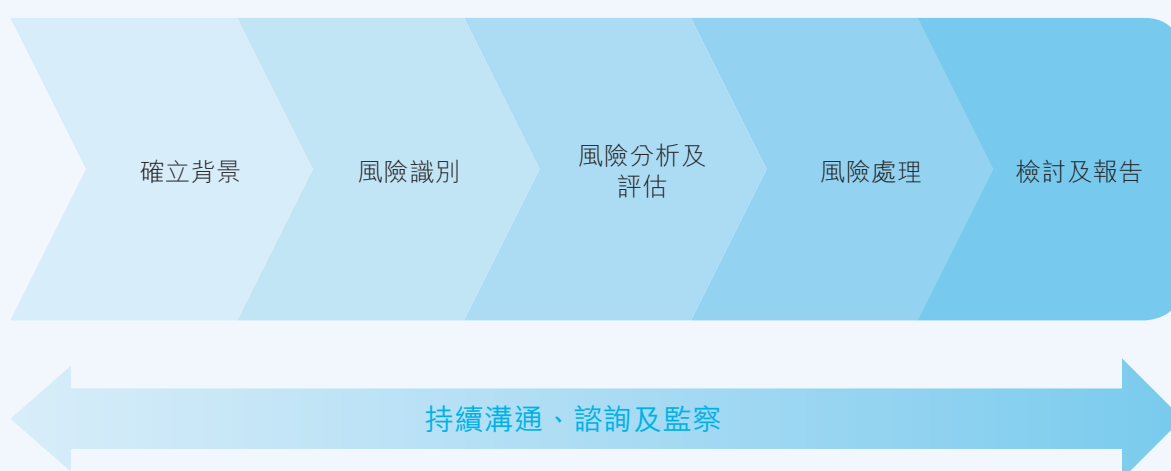 確立背景
風險識別
風險分析及
評估
風險處理
檢討及報告
持續溝通、諮詢及監察